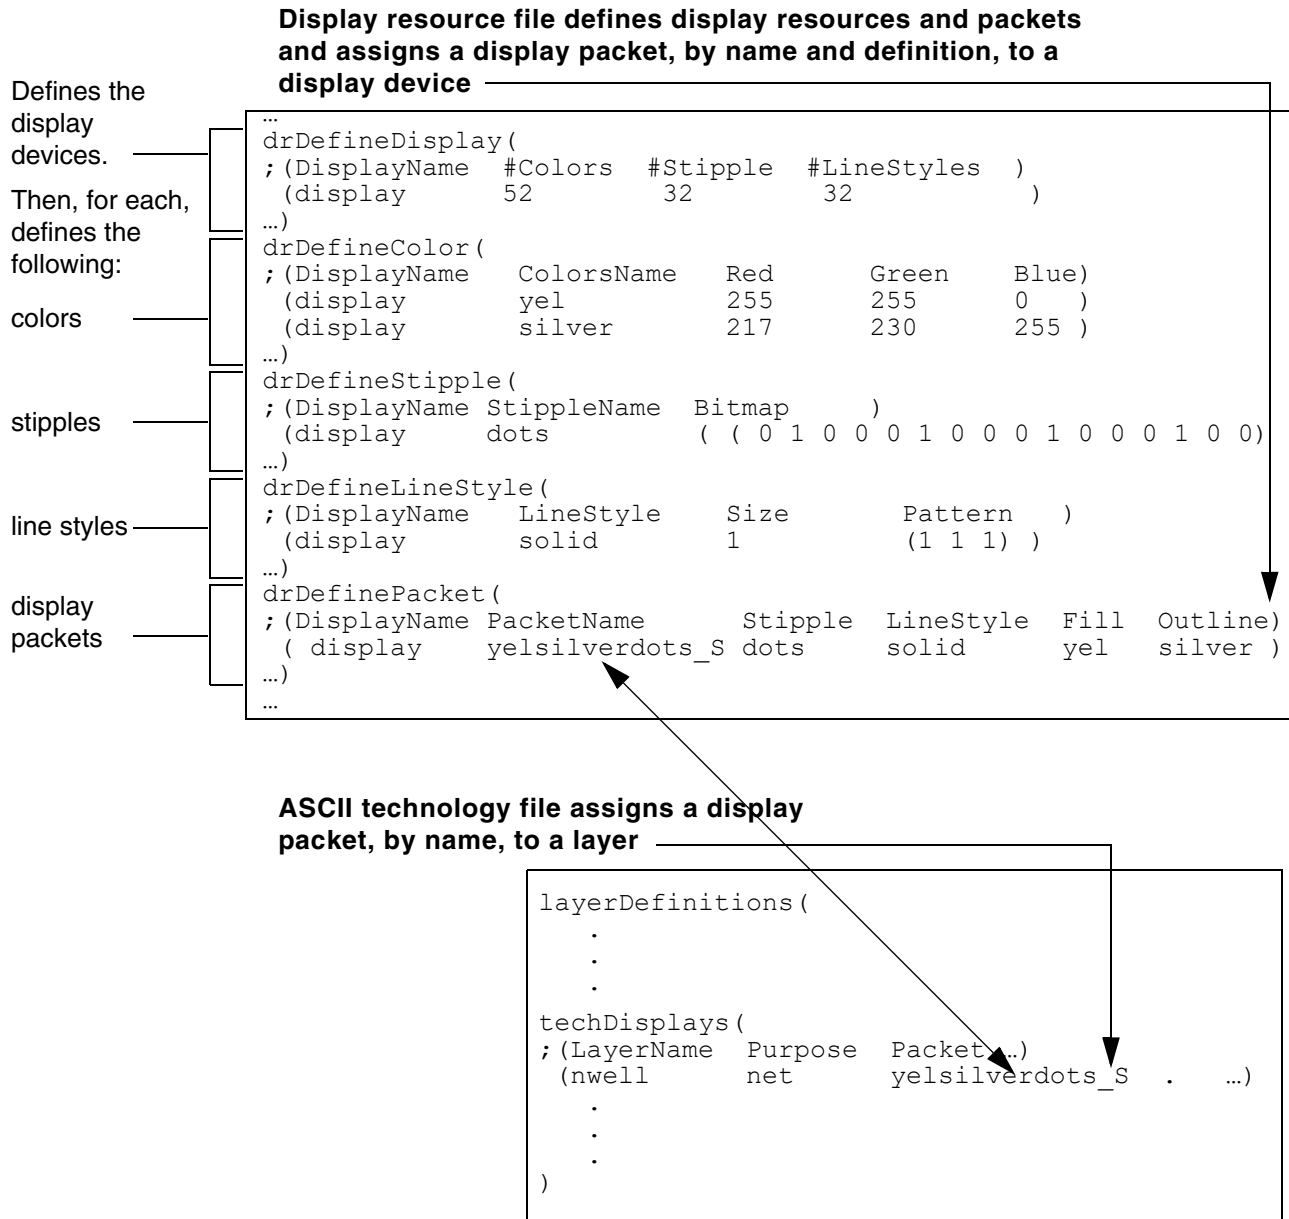 Display resource file defines display resources and packets
and assigns a display packet, by name and definition, to a
display device
Defines the
display
devices.
Then, for each,
defines the
following:
colors
stipples
line styles
display
packets
…
drDefineDisplay(
;(DisplayName #Colors #Stipple #LineStyles )
(display 52 32 32 )
…)
drDefineColor(
;(DisplayName ColorsName Red Green Blue)
(display yel 255 255 0 )
(display silver 217 230 255 )
…)
drDefineStipple(
;(DisplayName StippleName Bitmap )
(display dots ( ( 0 1 0 0 0 1 0 0 0 1 0 0 0 1 0 0)
…)
drDefineLineStyle(
;(DisplayName LineStyle Size Pattern )
(display solid 1 (1 1 1) )
…)
drDefinePacket(
;(DisplayName PacketName Stipple LineStyle Fill Outline)
( display yelsilverdots_S dots solid yel silver )
…)
…
ASCII technology file assigns a display
packet, by name, to a layer
layerDefinitions(
.
.
.
techDisplays(
;(LayerName Purpose Packet …)
(nwell net yelsilverdots_S . …)
.
.
.
)